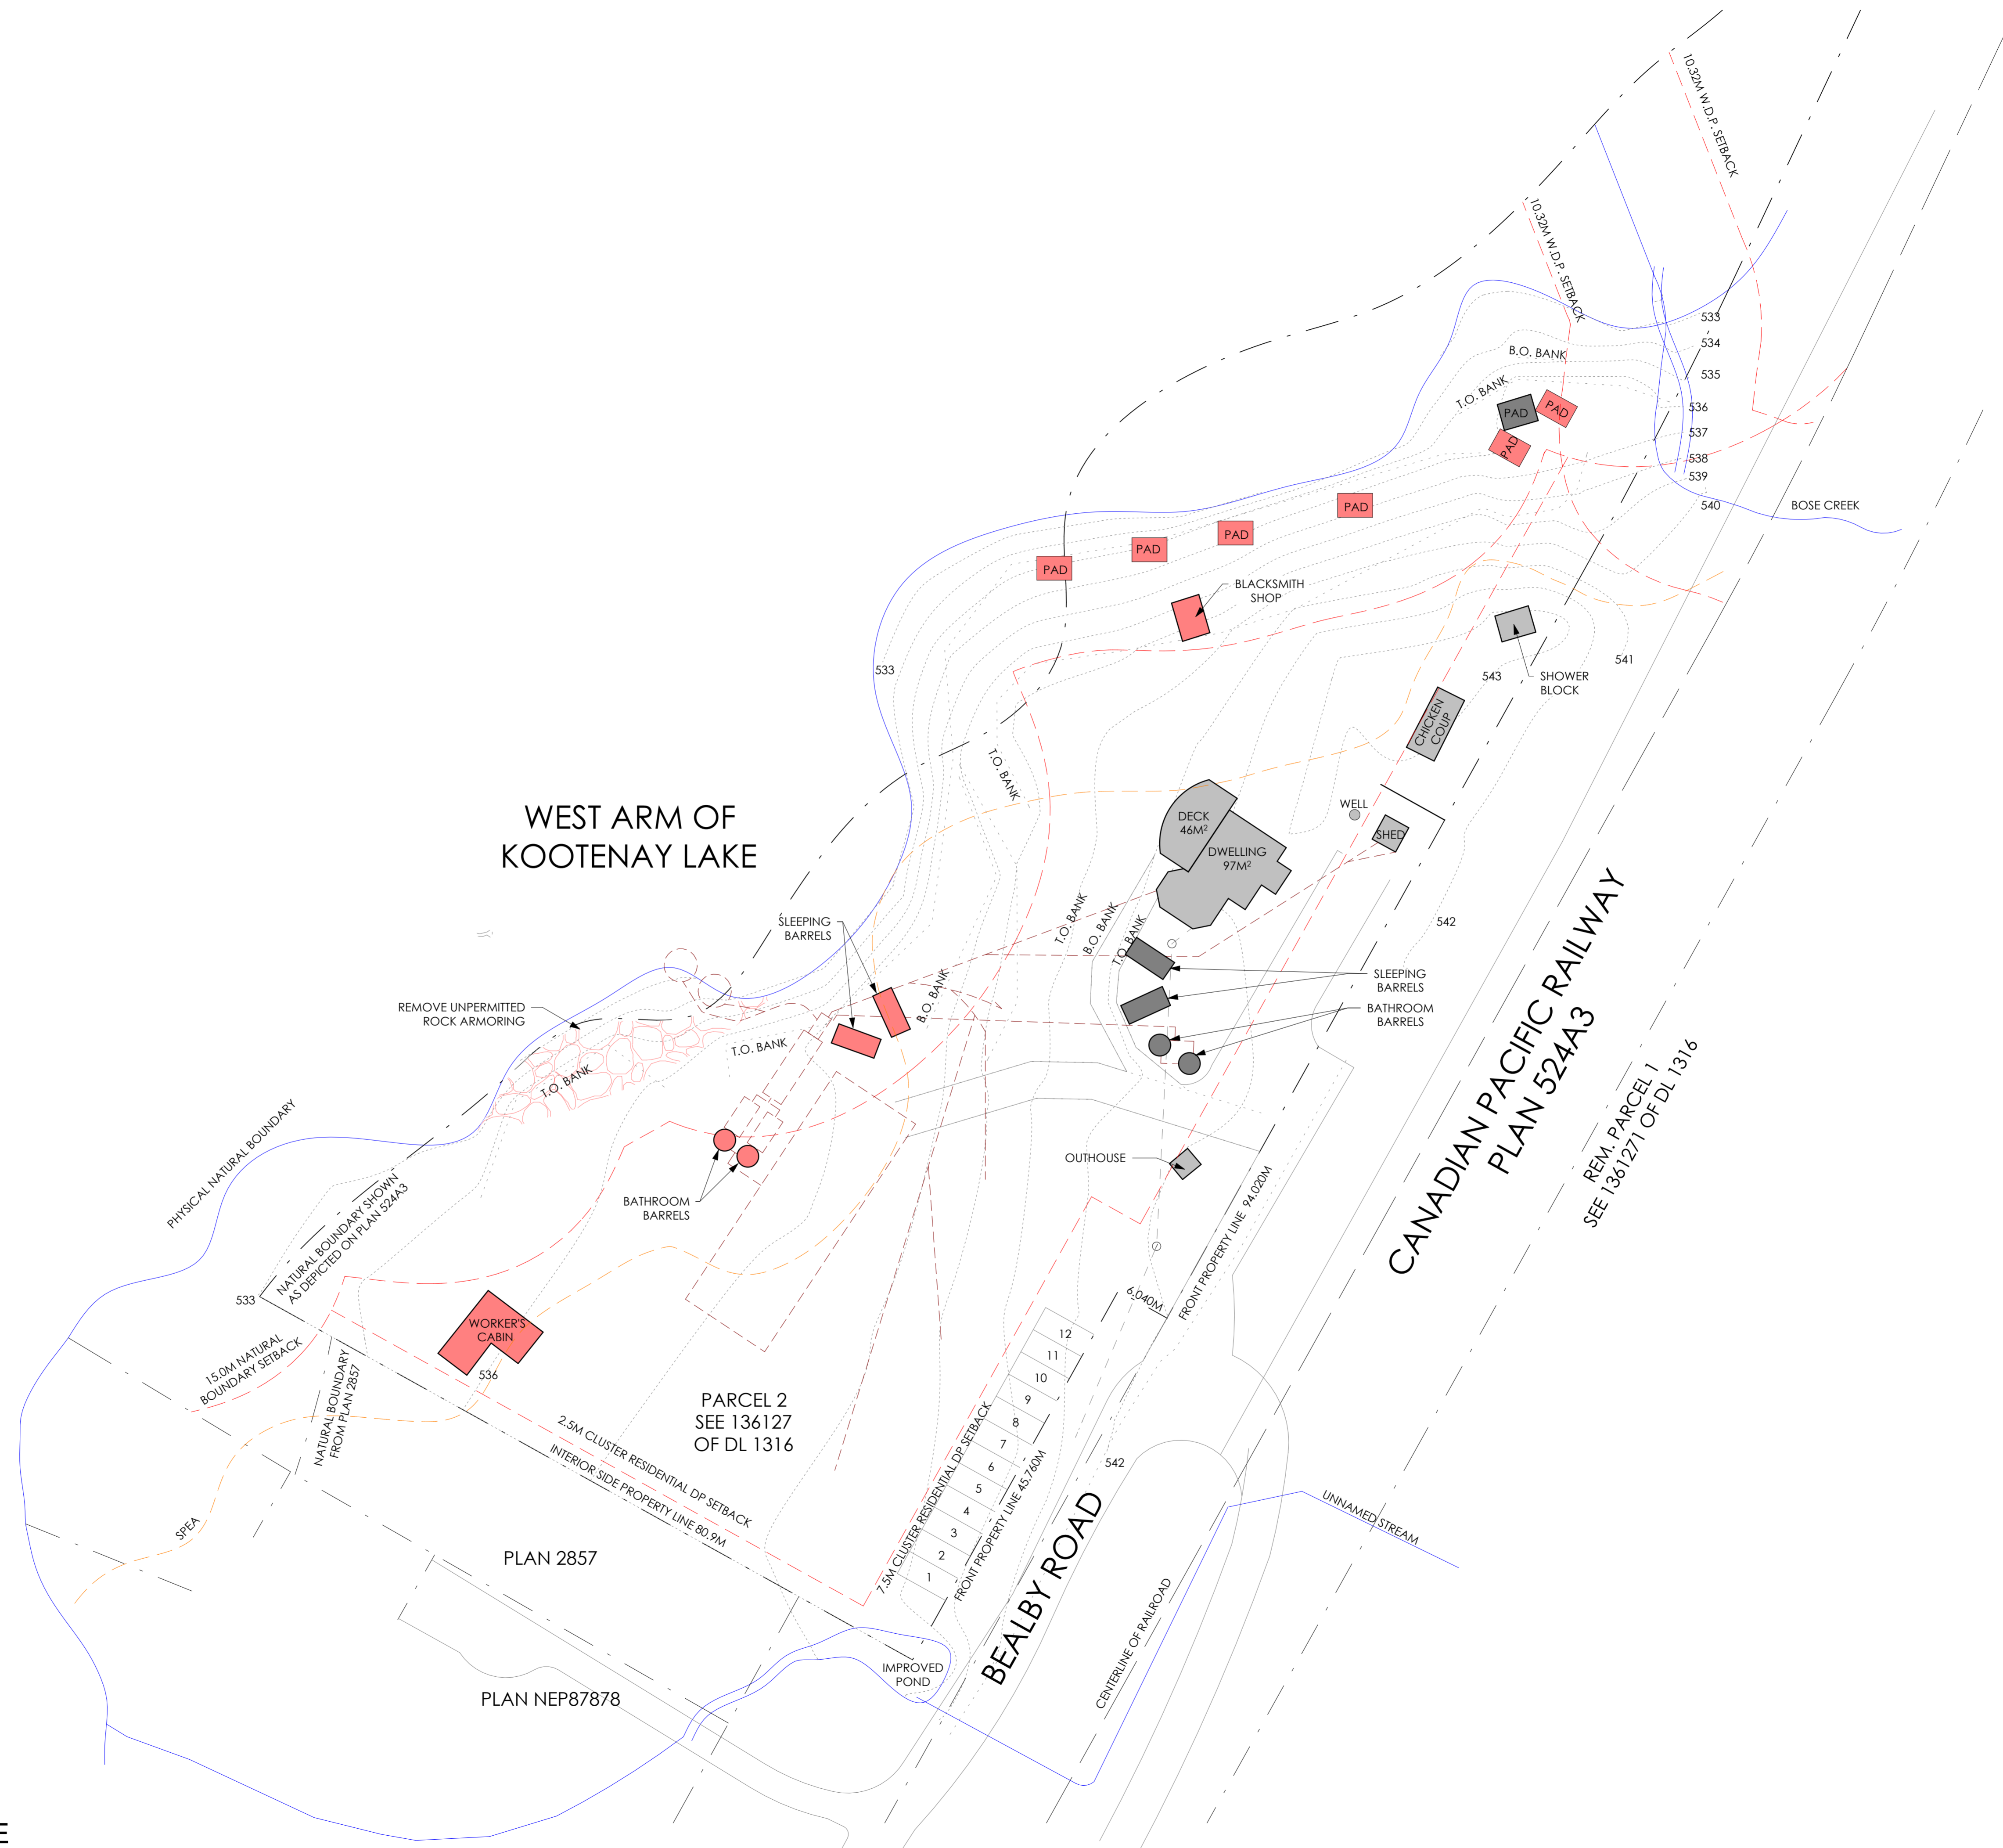 10.32M W.D.P. SETBACK
10.32M W.D.P. SETBACK
533
534
B.O. BANK
535
T.O. BANK
536
PAD
PAD
537
PAD
538
539
540
BOSE CREEK
PAD
PAD
PAD
PAD
BLACKSMITH
SHOP
533
541
543
SHOWER
BLOCK
CHICKEN
COUP
T.O. BANK
WEST ARM OF
KOOTENAY LAKE
WELL
DECK
46M²
SHED
DWELLING
97M²
SLEEPING
BARRELS
T.O. BANK
B.O. BANK
T.O. BANK
542
SLEEPING
BARRELS
BATHROOM
BARRELS
REMOVE UNPERMITTED
ROCK ARMORING
B.O. BANK
T.O. BANK
T.O. BANK
CANADIAN PACIFIC RAILWAY
PLAN 524A3
REM. PARCEL 1
SEE 1361271 OF DL 1316
PHYSICAL NATURAL BOUNDARY
OUTHOUSE
BATHROOM
BARRELS
NATURAL BOUNDARY SHOWN
AS DEPICTED ON PLAN 524A3
533
FRONT PROPERTY LINE 94.020M
6.040M
WORKER'S
CABIN
536
15.0M NATURAL
BOUNDARY SETBACK
NATURAL BOUNDARY
FROM PLAN 2857
12
11
10
9
8
7
6
5
4
3
2
1
PARCEL 2
SEE 136127
OF DL 1316
2.5M CLUSTER RESIDENTIAL DP SETBACK
INTERIOR SIDE PROPERTY LINE 80.9M
7.5M CLUSTER RESIDENTIAL DP SETBACK
FRONT PROPERTY LINE 45.760M
542
BEALBY ROAD
UNNAMED STREAM
SPEA
PLAN 2857
CENTERLINE OF RAILROAD
IMPROVED
POND
PLAN NEP87878
E